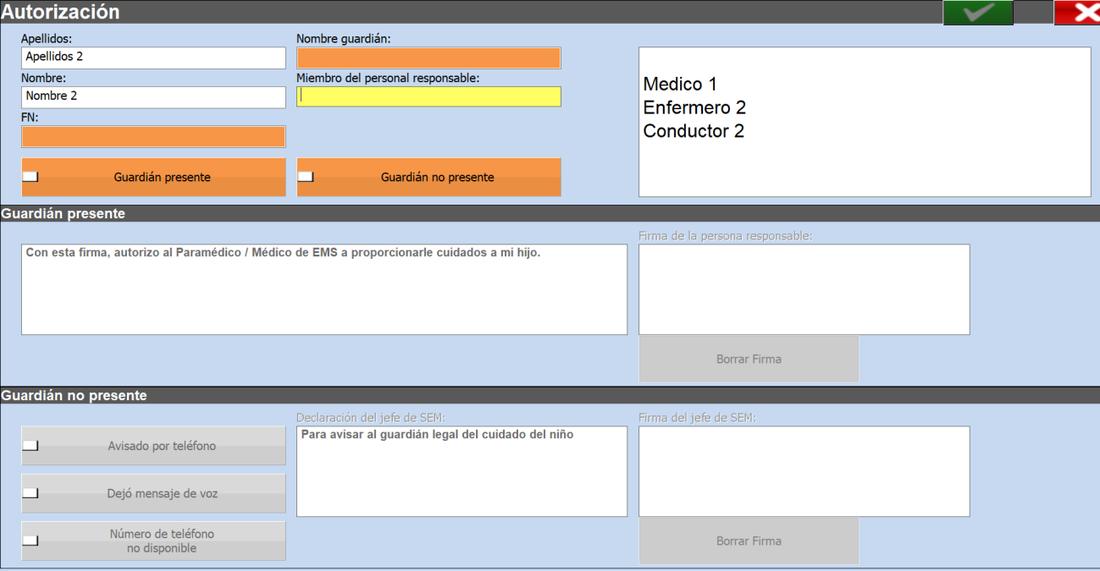 Autorización
Apellidos:
Apellidos 2
Nombre:
Nombre 2
FN:
Nombre guardián:
Miembro del personal responsable:
Guardián presente
Guardián no presente
Medico 1
Enfermero 2
Conductor 2
Guardián presente
Con esta firma, autorizo al Paramédico / Médico de EMS a proporcionarle cuidados a mi hijo.
Firma de la persona responsable:
Borrar Firma
Guardián no presente
Avisado por teléfono
Dejó mensaje de voz
Número de teléfono
no disponible
Declaración del jefe de SEM:
Para avisar al guardián legal del cuidado del niño
Firma del jefe de SEM:
Borrar Firma